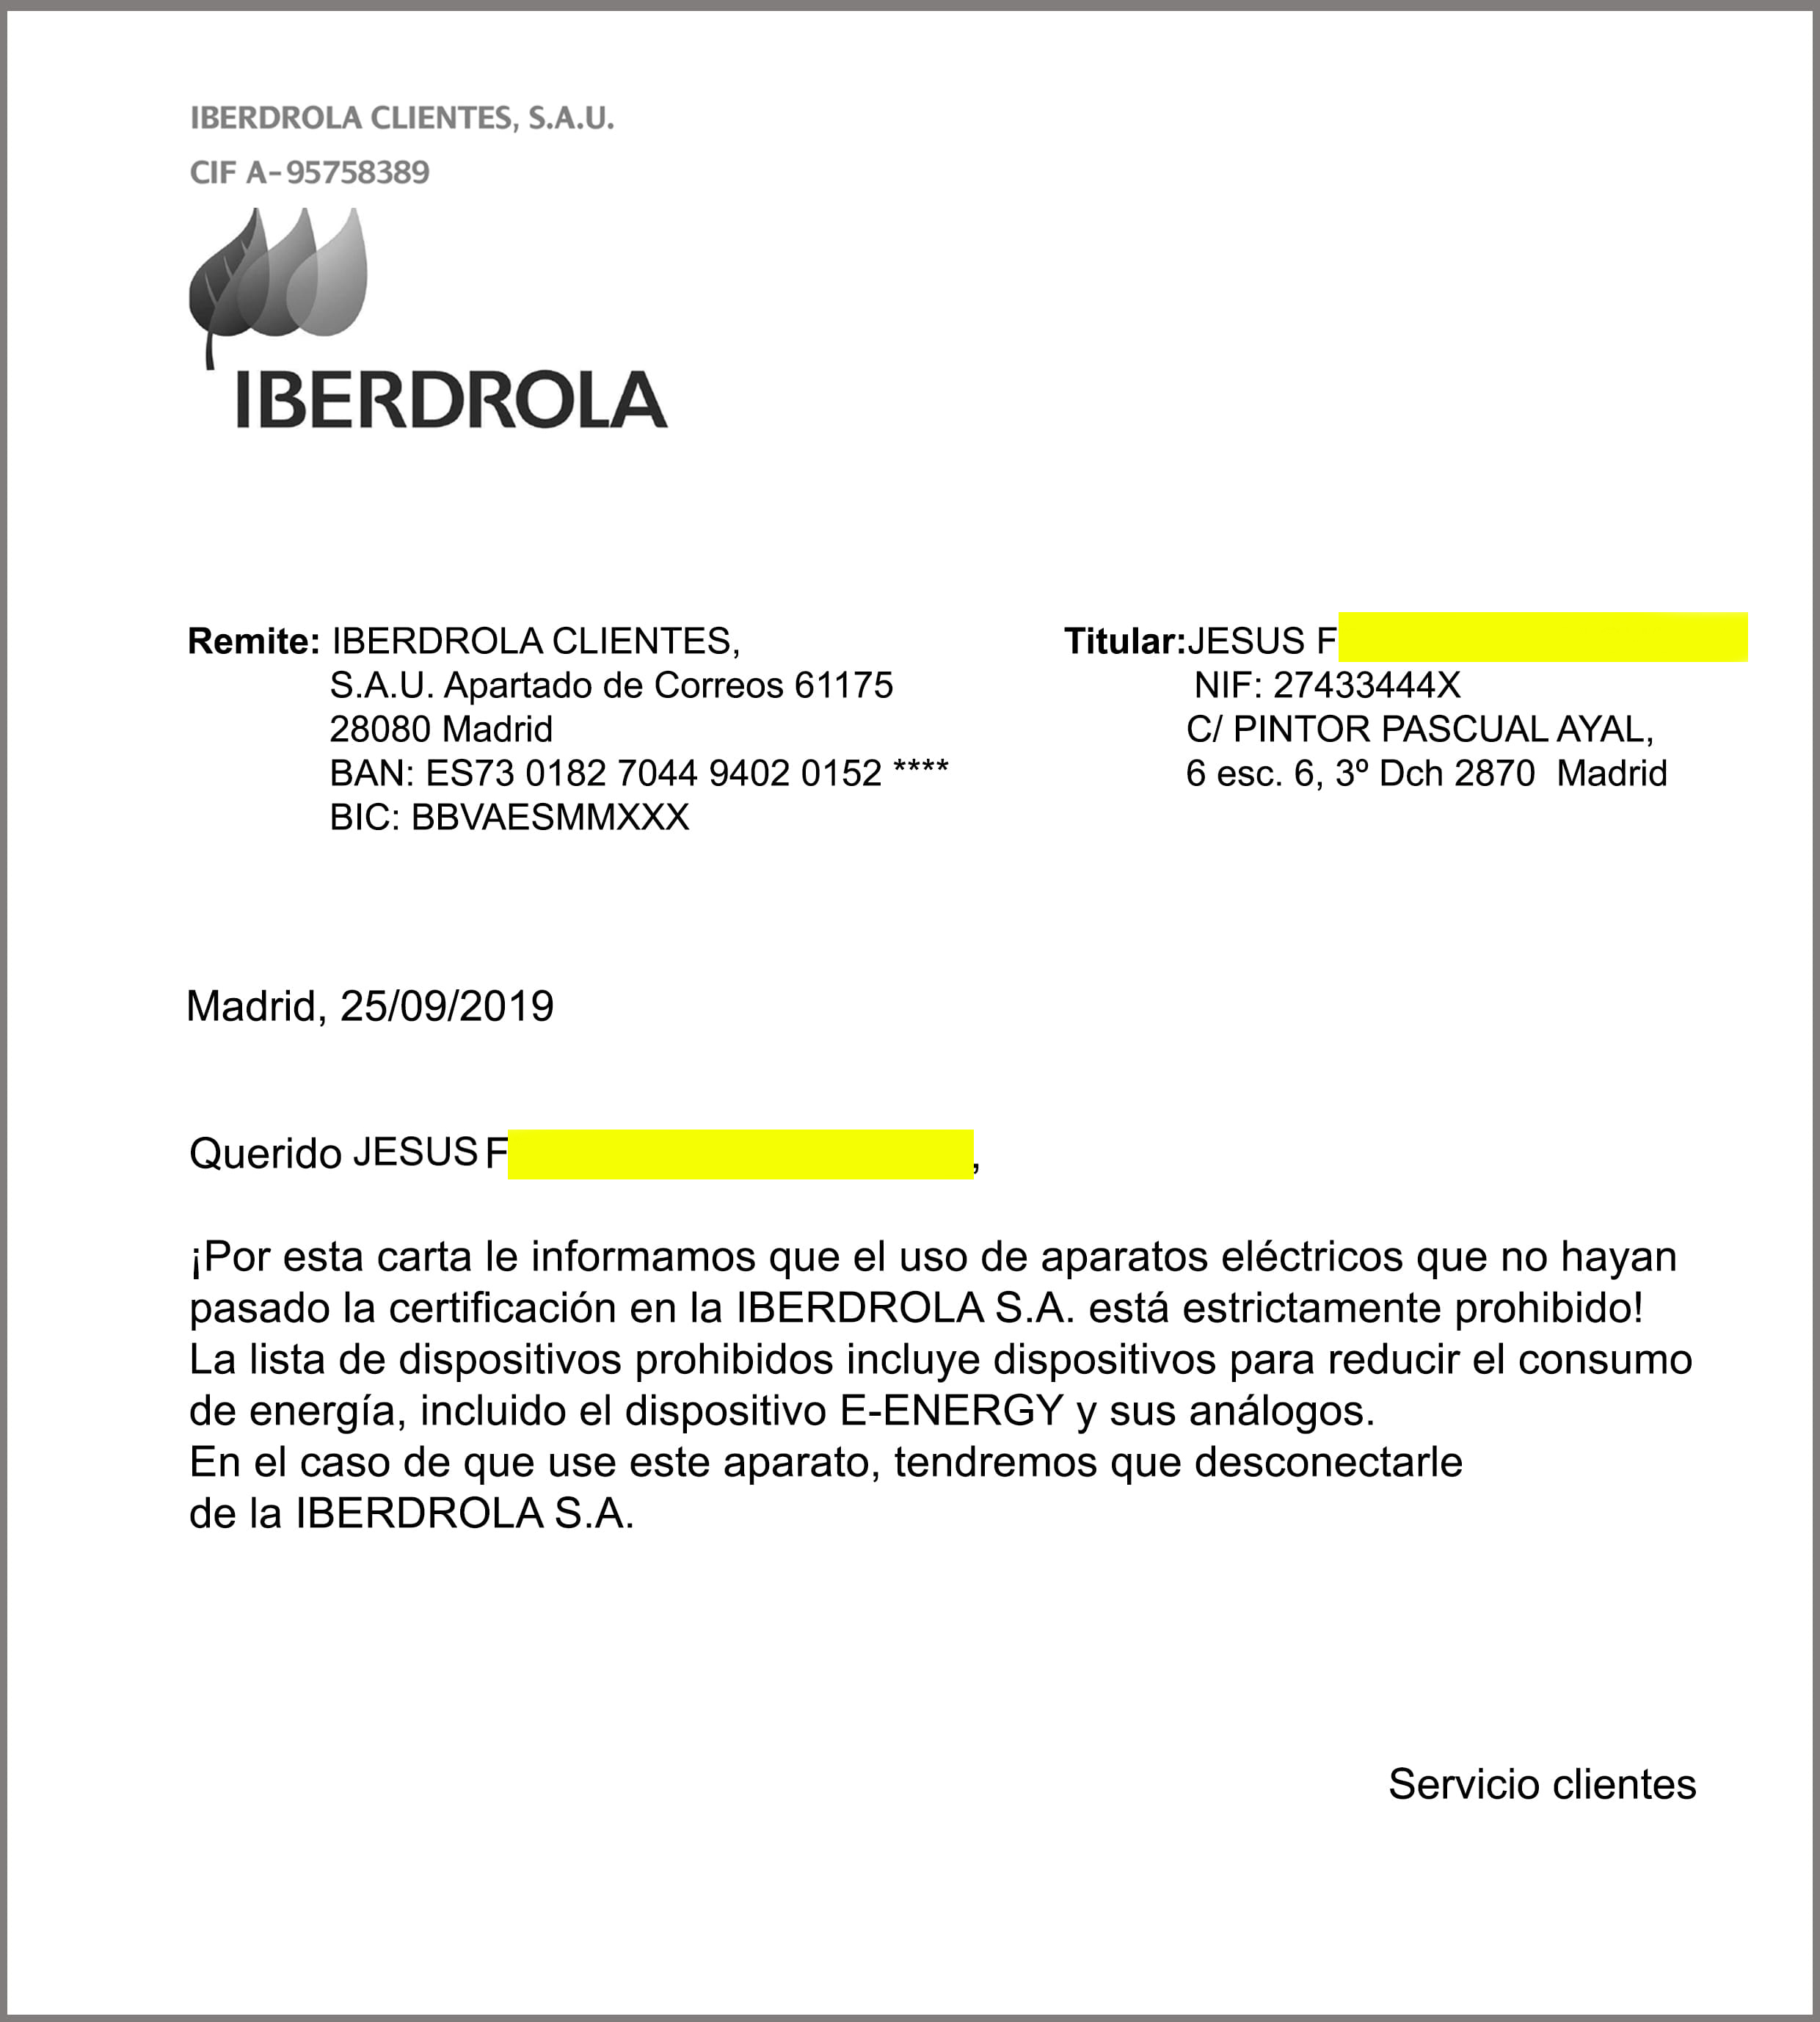 IBERDROLA CLIENTES, S.A.U.
CIF A-95758389
IBERDROLA
Remite: IBERDROLA CLIENTES,
S.A.U. Apartado de Correos 61175
28080 Madrid
BAN: ES73 0182 7044 9402 0152 ****
BIC: BBVAESMMXXX
Titular:JESUS F
NIF: 27433444X
C/ PINTOR PASCUAL AYAL,
6 esc. 6, 3º Dch 2870 Madrid
Madrid, 25/09/2019
Querido JESUS F ,
¡Por esta carta le informamos que el uso de aparatos eléctricos que no hayan
pasado la certificación en la IBERDROLA S.A. está estrictamente prohibido!
La lista de dispositivos prohibidos incluye dispositivos para reducir el consumo
de energía, incluido el dispositivo E-ENERGY y sus análogos.
En el caso de que use este aparato, tendremos que desconectarle
de la IBERDROLA S.A.
Servicio clientes